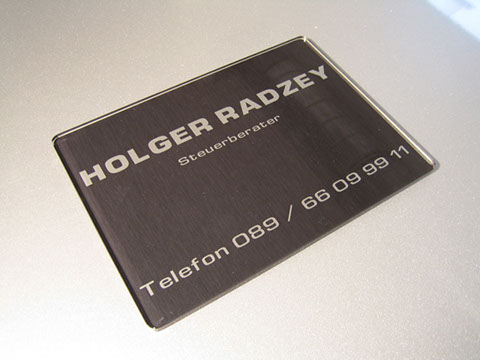 HOLGER RADZEY
Steuerberater
Telefon 089 / 66 09 99 11